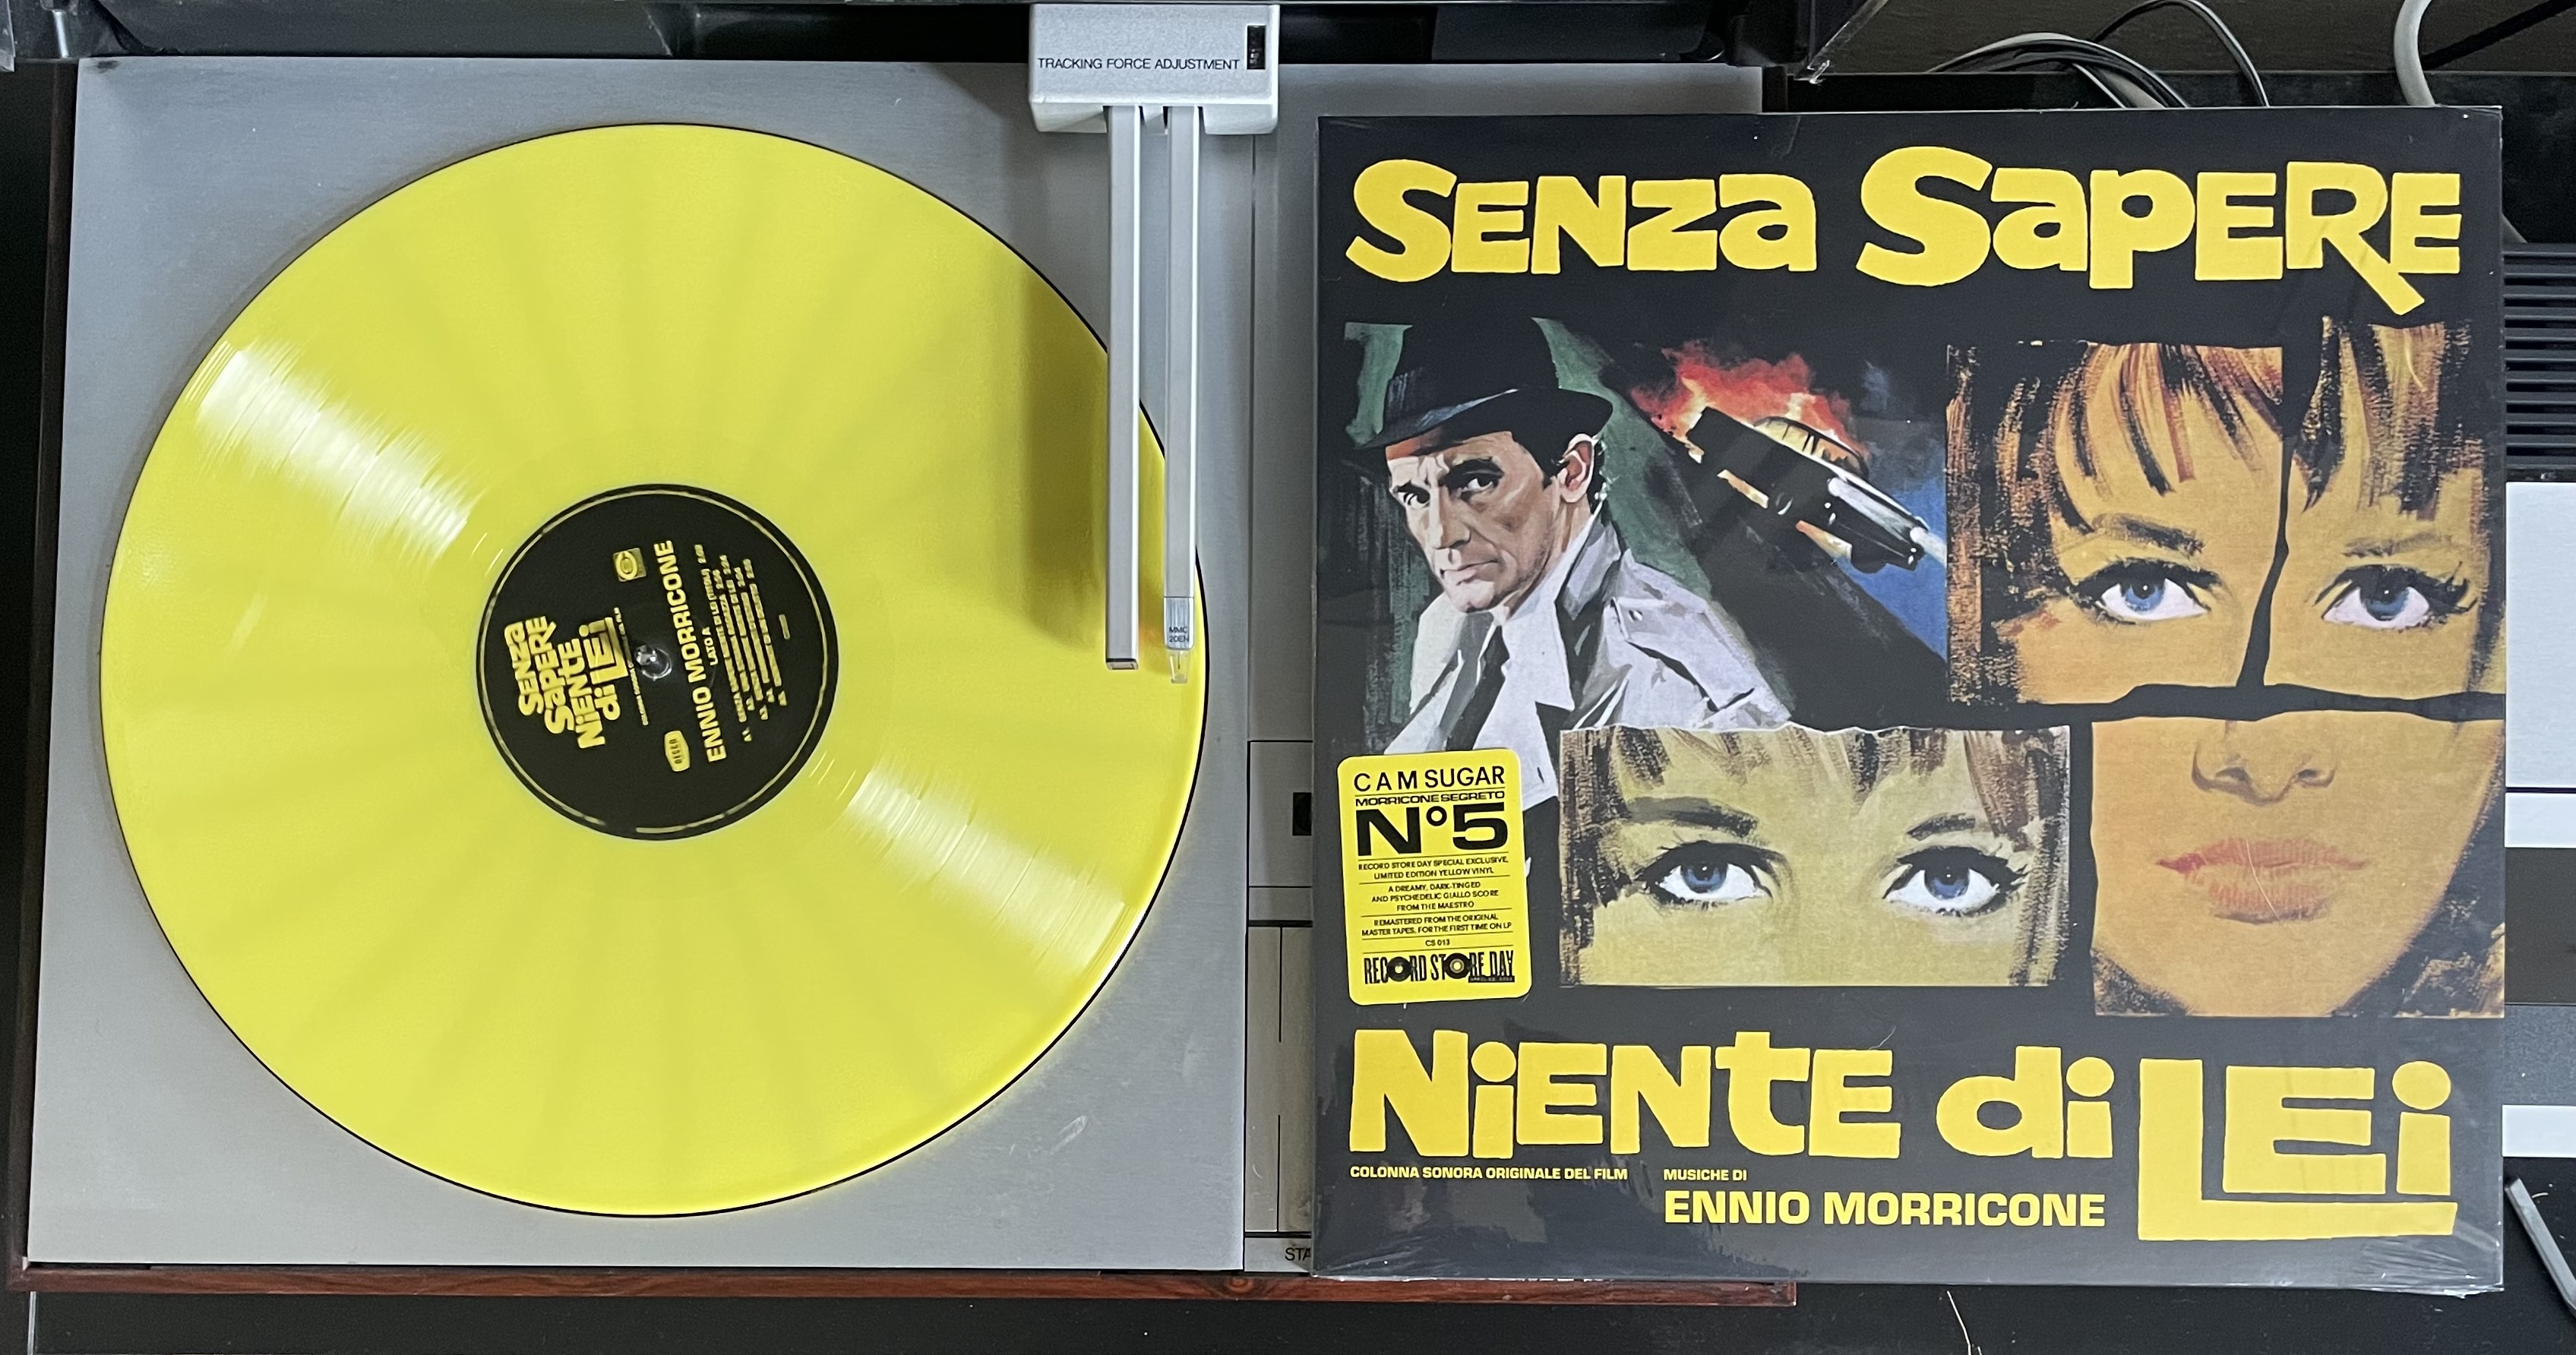 TRACKING FORCE ADJUSTMENT
MMC
20EN
SENZA
SAPERE
NiENTE
di LEi
DECCA
ENNIO MORRICONE
LATO A
STA
SENZA SAPERE
CAM SUGAR
MORRICONE SEGRETO
N°5
RECORD STORE DAY SPECIAL EXCLUSIVE,
LIMITED EDITION YELLOW VINYL
A DREAMY, DARK-TINGED
AND PSYCHEDELIC GIALLO SCORE
FROM THE MAESTRO
REMASTERED FROM THE ORIGINAL
MASTER TAPES, FOR THE FIRST TIME ON LP
CS 013
RECORD STORE DAY
NiENTE di LEi
COLONNA SONORA ORIGINALE DEL FILM
MUSICHE DI
ENNIO MORRICONE